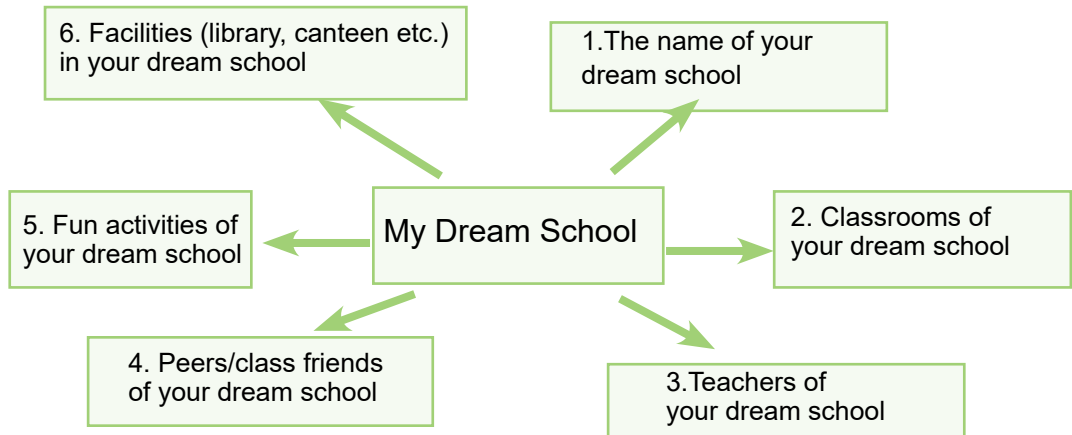 6. Facilities (library, canteen etc.)
in your dream school
1.The name of your
dream school
My Dream School
5. Fun activities of
your dream school
2. Classrooms of
your dream school
4. Peers/class friends
of your dream school
3.Teachers of
your dream school